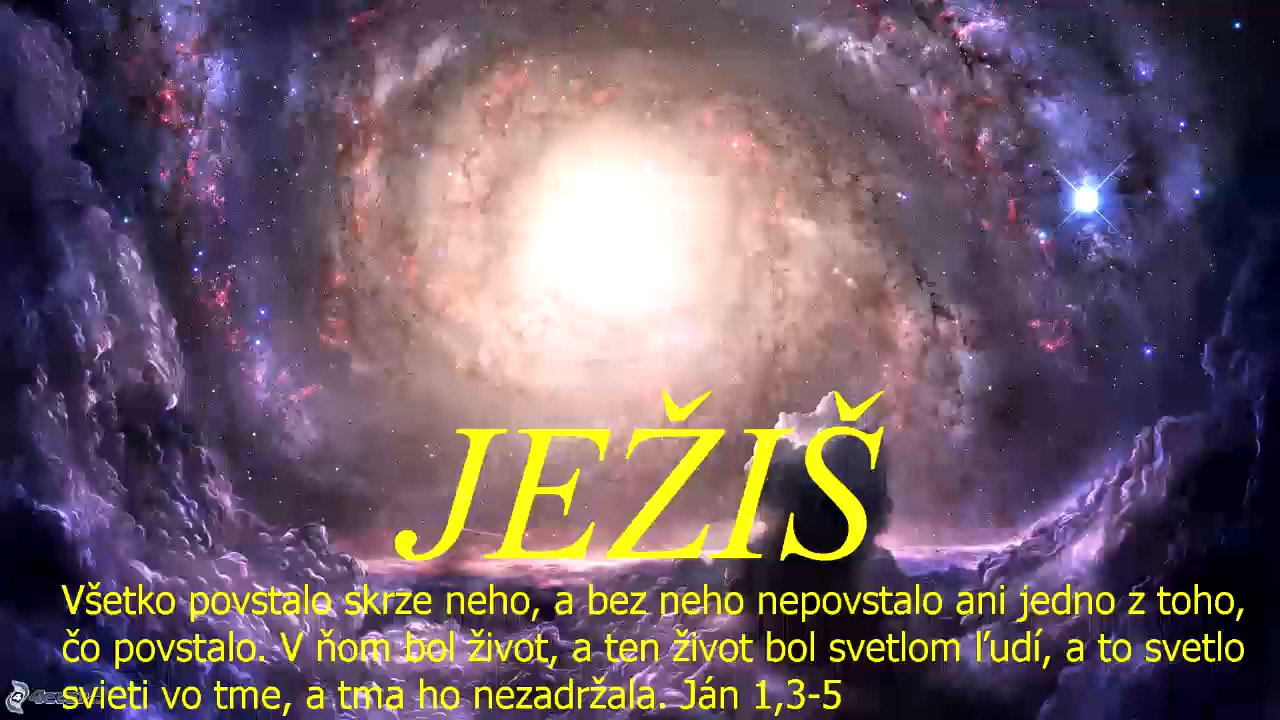 JEŽIŠ
Všetko povstalo skrze neho, a bez neho nepovstalo ani jedno z toho,
čo povstalo. V ňom bol život, a ten život bol svetlom ľudí, a to svetlo
svieti vo tme, a tma ho nezadržala. Ján 1,3-5